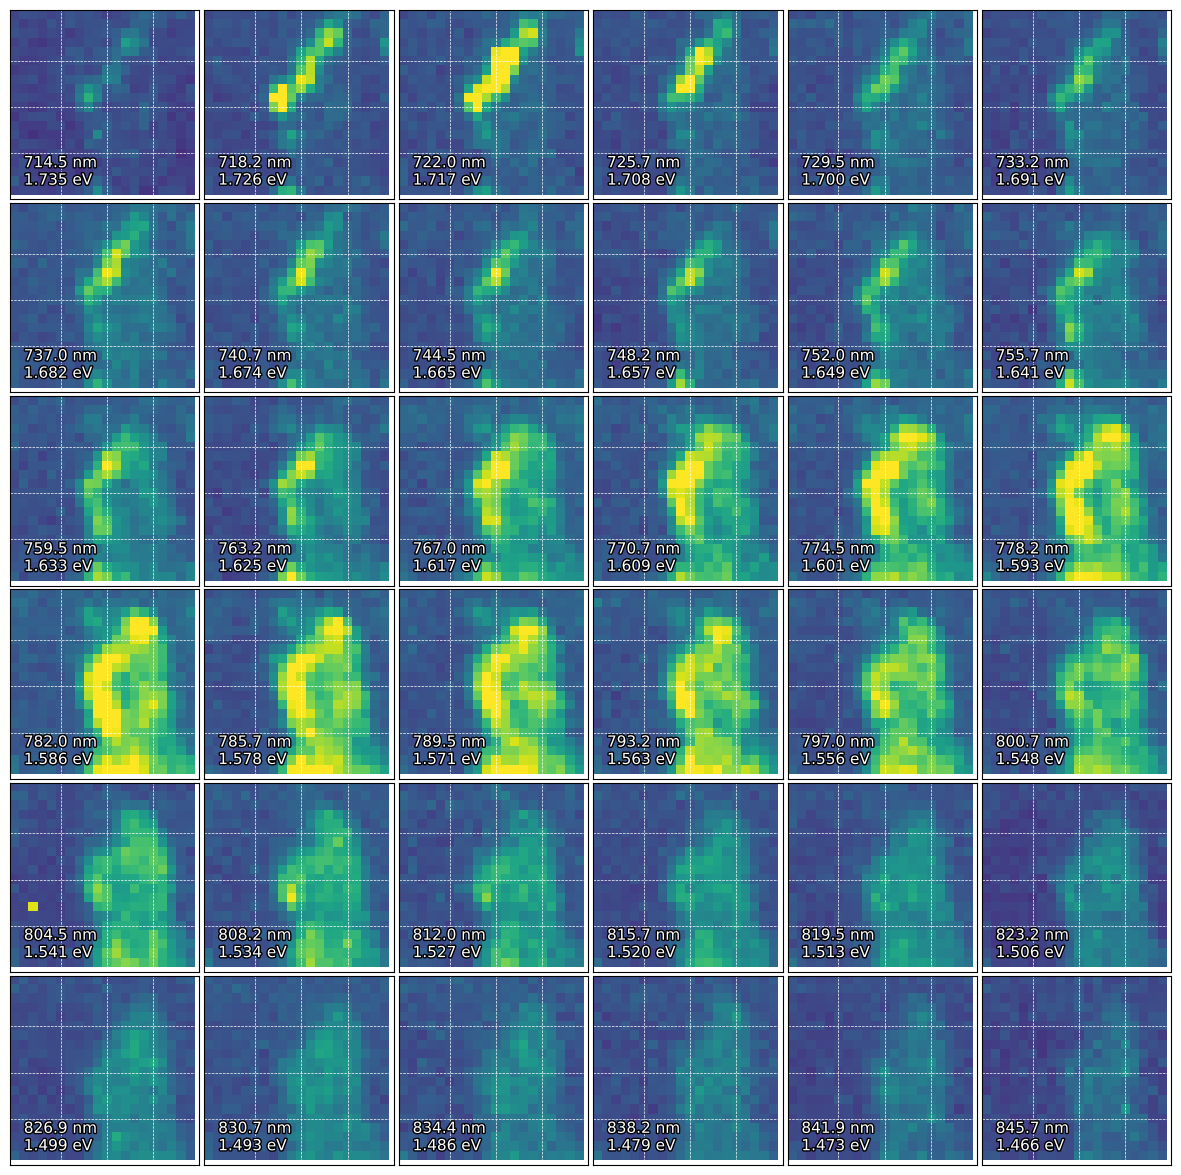 714.5 nm
1.735 eV
718.2 nm
1.726 eV
722.0 nm
1.717 eV
725.7 nm
1.708 eV
729.5 nm
1.700 eV
733.2 nm
1.691 eV
737.0 nm
1.682 eV
740.7 nm
1.674 eV
744.5 nm
1.665 eV
748.2 nm
1.657 eV
752.0 nm
1.649 eV
755.7 nm
1.641 eV
759.5 nm
1.633 eV
763.2 nm
1.625 eV
767.0 nm
1.617 eV
770.7 nm
1.609 eV
774.5 nm
1.601 eV
778.2 nm
1.593 eV
782.0 nm
1.586 eV
785.7 nm
1.578 eV
789.5 nm
1.571 eV
793.2 nm
1.563 eV
797.0 nm
1.556 eV
800.7 nm
1.548 eV
804.5 nm
1.541 eV
808.2 nm
1.534 eV
812.0 nm
1.527 eV
815.7 nm
1.520 eV
819.5 nm
1.513 eV
823.2 nm
1.506 eV
826.9 nm
1.499 eV
830.7 nm
1.493 eV
834.4 nm
1.486 eV
838.2 nm
1.479 eV
841.9 nm
1.473 eV
845.7 nm
1.466 eV